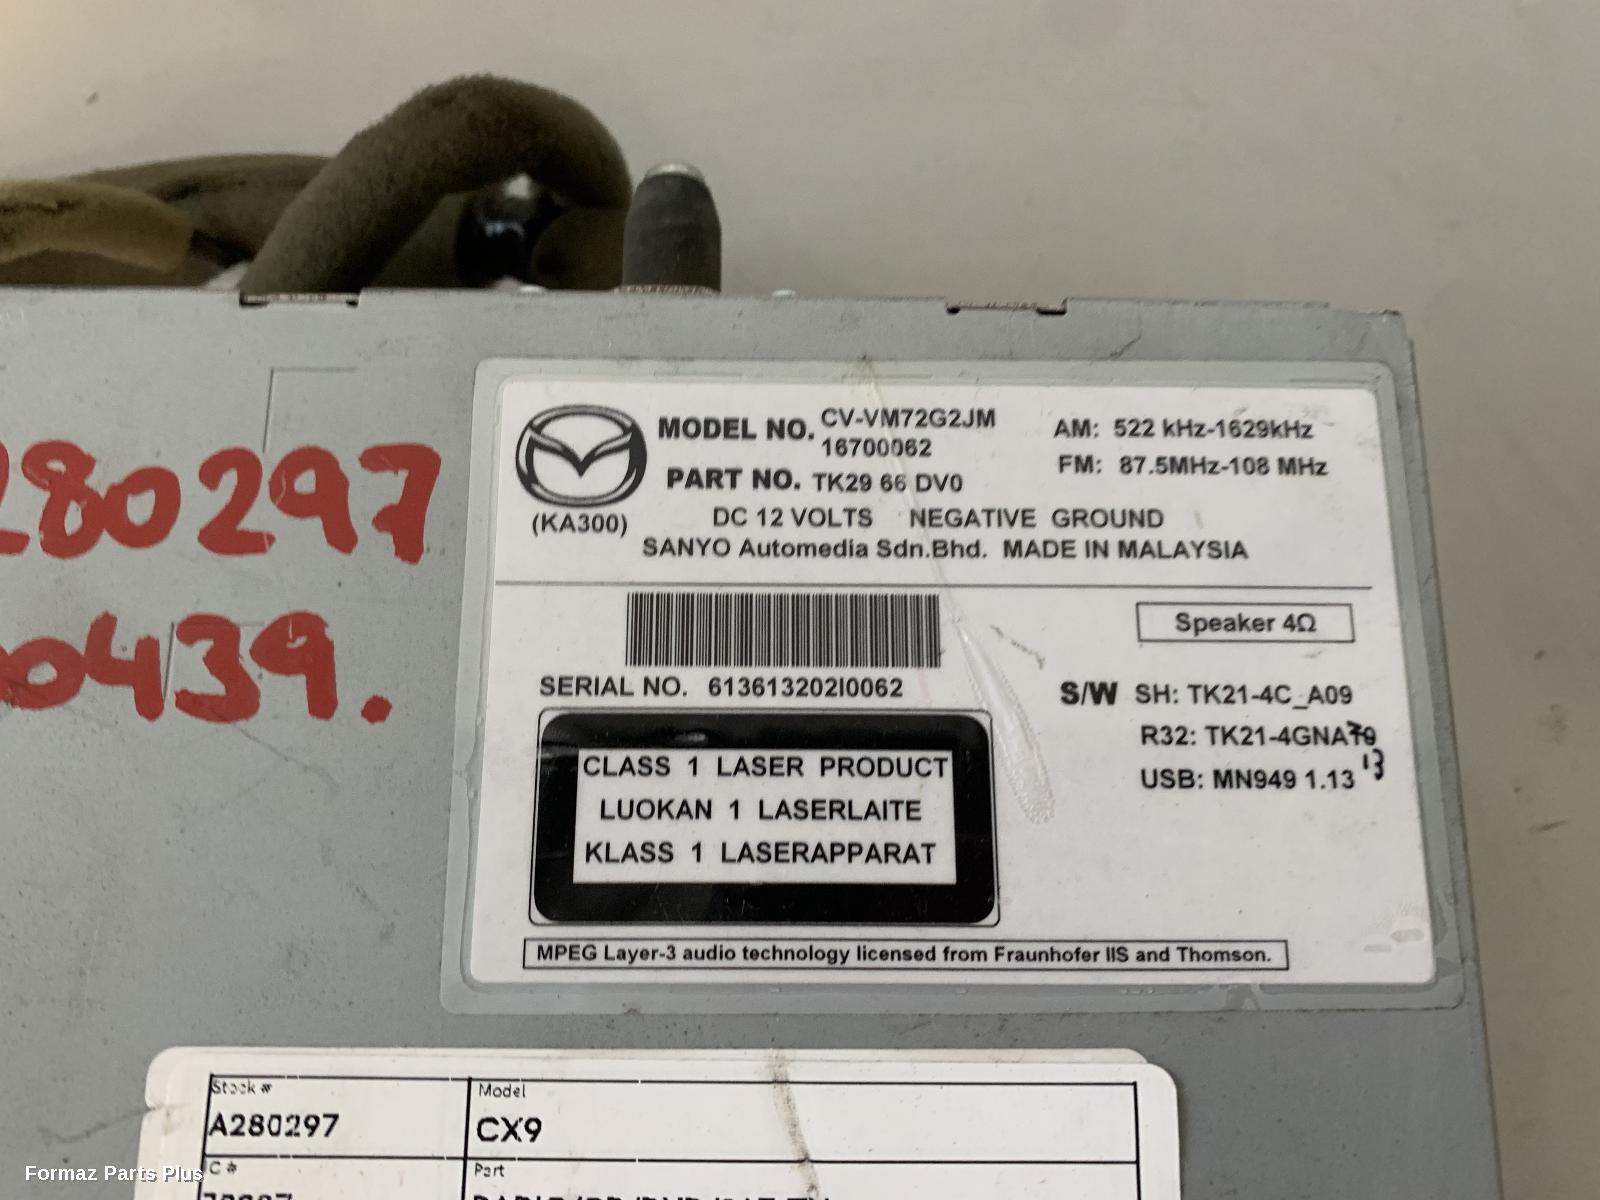 280297
0439.
MODEL NO. CV-VM72G2JM
16700062
PART NO. TK29 66 DV0
AM: 522 kHz-1629kHz
FM: 87.5MHz-108 MHz
(KA300)
DC 12 VOLTS NEGATIVE GROUND
SANYO Automedia Sdn.Bhd. MADE IN MALAYSIA
Speaker 4Ω
SERIAL NO. 613613202I0062
S/W SH: TK21-4C_A09
R32: TK21-4GNA
13
USB: MN949 1.13
CLASS 1 LASER PRODUCT
LUOKAN 1 LASERLAITE
KLASS 1 LASERAPPARAT
MPEG Layer-3 audio technology licensed from Fraunhofer IIS and Thomson.
Stock # Model
A280297 CX9
C # Part
Formaz Parts Plus